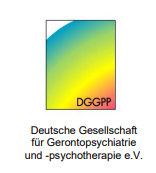 DGGPP
Deutsche Gesellschaft
für Gerontopsychiatrie
und -psychotherapie e.V.